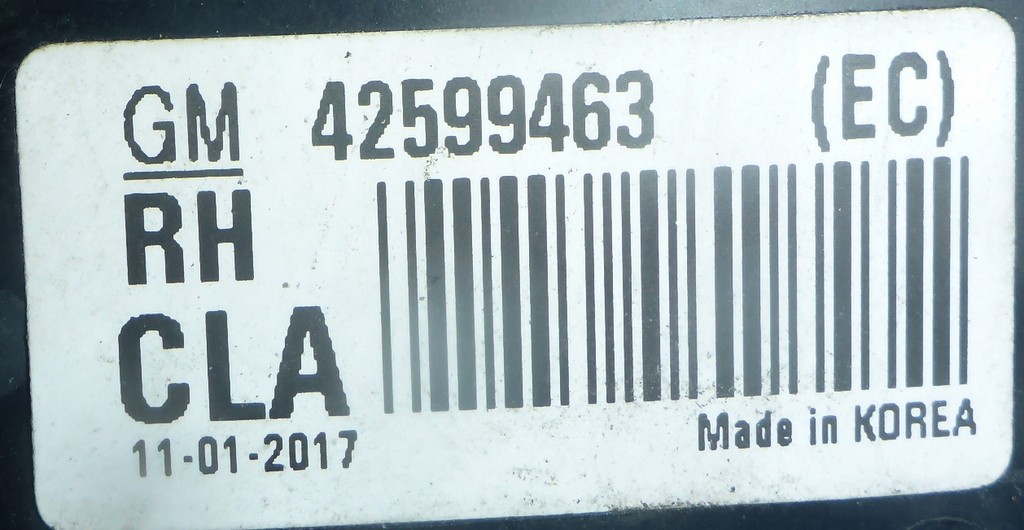 GM 42599463 (EC)
RH
CLA
11-01-2017
Made in KOREA